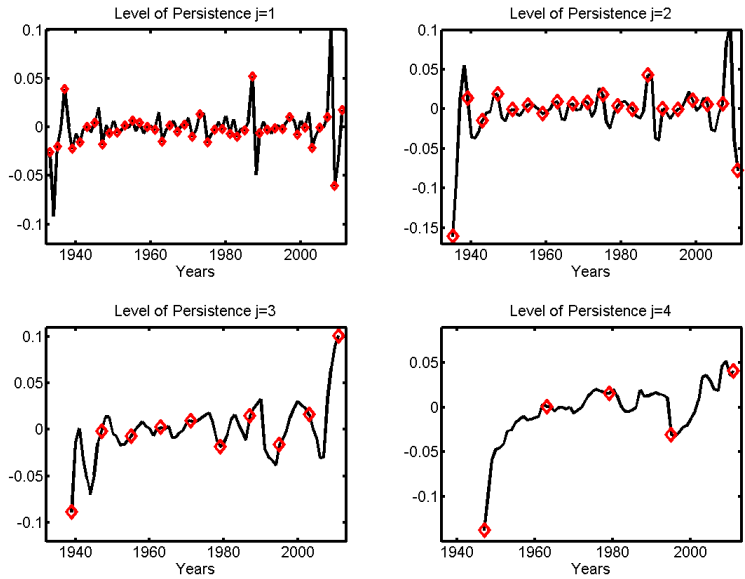 Level of Persistence j=1
0.1
0.05
0
-0.05
-0.1
1940 1960 1980 2000
Years
Level of Persistence j=2
0.1
0.05
0
-0.05
-0.1
-0.15
1940 1960 1980 2000
Years
Level of Persistence j=3
0.1
0.05
0
-0.05
-0.1
1940 1960 1980 2000
Years
Level of Persistence j=4
0.05
0
-0.05
-0.1
1940 1960 1980 2000
Years